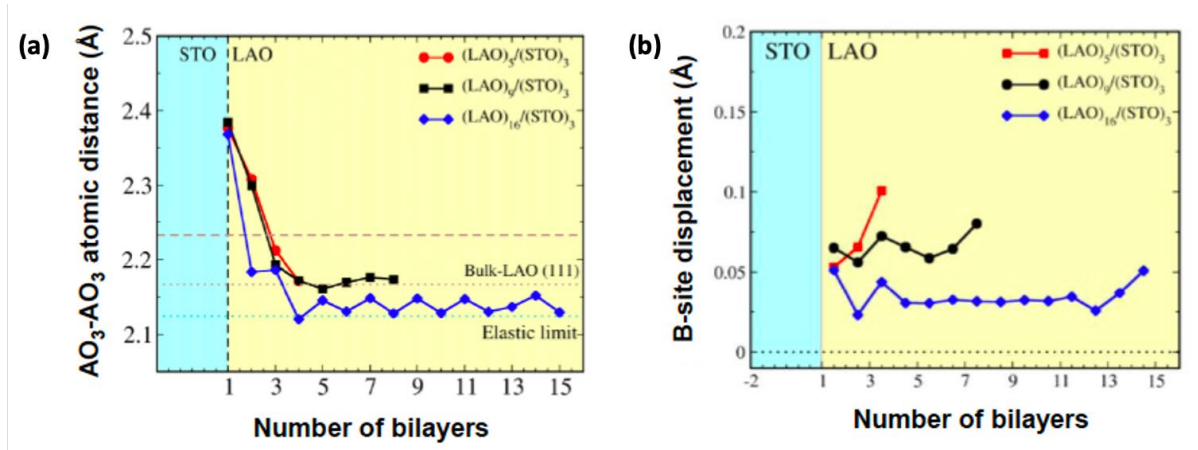 (a)
AO₃-AO₃ atomic distance (Å)
2.5
2.4
2.3
2.2
2.1
STO LAO
(LAO)₅/(STO)₃
(LAO)₉/(STO)₃
(LAO)₁₆/(STO)₃
Bulk-LAO (111)
Elastic limit
1 3 5 7 9 11 13 15
Number of bilayers
(b)
B-site displacement (Å)
0.2
0.15
0.1
0.05
0
STO LAO
(LAO)₅/(STO)₃
(LAO)₉/(STO)₃
(LAO)₁₆/(STO)₃
-2 1 3 5 7 9 11 13 15
Number of bilayers